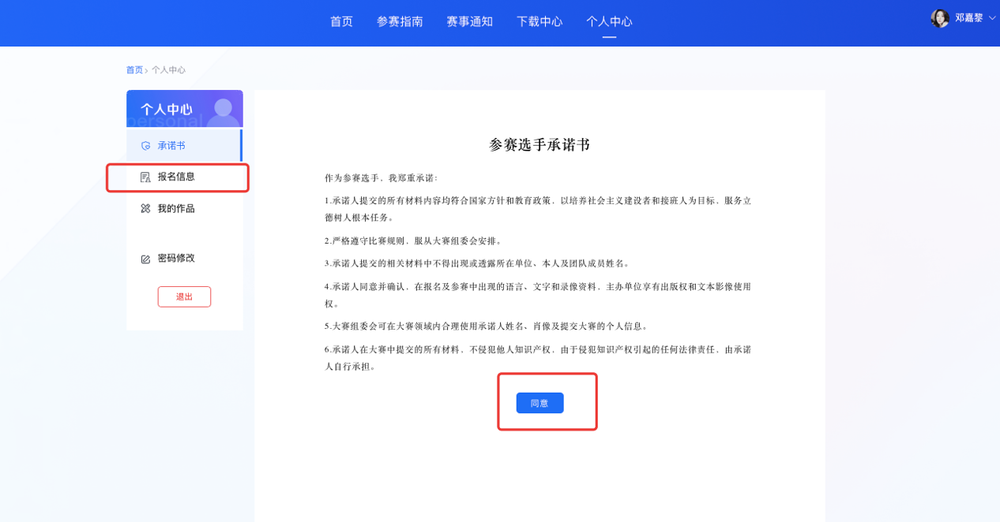 首页 参赛指南 赛事通知 下载中心 个人中心
邓嘉黎
首页 › 个人中心
个人中心
personal
承诺书
报名信息
我的作品
密码修改
退出
参赛选手承诺书
作为参赛选手，我郑重承诺：
1.承诺人提交的所有材料内容均符合国家方针和教育政策，以培养社会主义建设者和接班人为目标，服务立
德树人根本任务。
2.严格遵守比赛规则，服从大赛组委会安排。
3.承诺人提交的相关材料中不得出现或透露所在单位、本人及团队成员姓名。
4.承诺人同意并确认，在报名及参赛中出现的语言、文字和录像资料，主办单位享有出版权和文本影像使用
权。
5.大赛组委会可在大赛领域内合理使用承诺人姓名、肖像及提交大赛的个人信息。
6.承诺人在大赛中提交的所有材料，不侵犯他人知识产权，由于侵犯知识产权引起的任何法律责任，由承诺
人自行承担。
同意